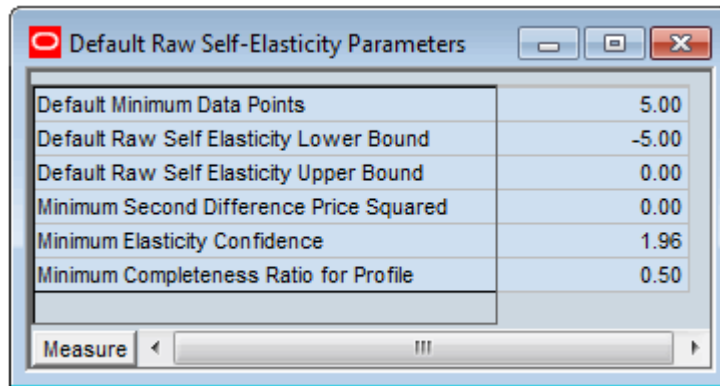 Default Raw Self-Elasticity Parameters
Default Minimum Data Points 5.00
Default Raw Self Elasticity Lower Bound -5.00
Default Raw Self Elasticity Upper Bound 0.00
Minimum Second Difference Price Squared 0.00
Minimum Elasticity Confidence 1.96
Minimum Completeness Ratio for Profile 0.50
Measure